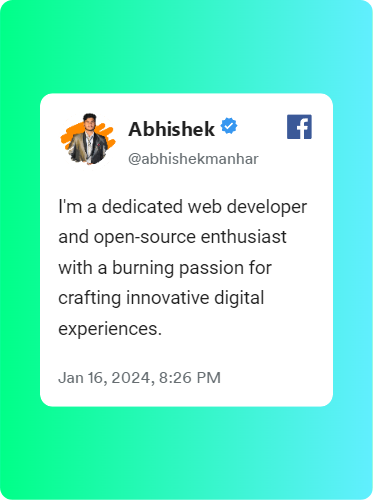 Abhishek
@abhishekmanhar
I'm a dedicated web developer
and open-source enthusiast
with a burning passion for
crafting innovative digital
experiences.
Jan 16, 2024, 8:26 PM